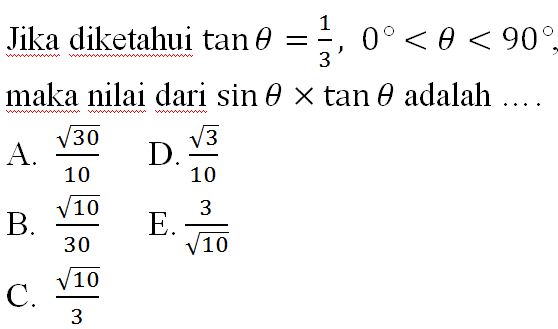 Jika diketahui tan θ = 1/3, 0° < θ < 90°,
maka nilai dari sin θ × tan θ adalah ....
A. √30/10 D. √3/10
B. √10/30 E. 3/√10
C. √10/3